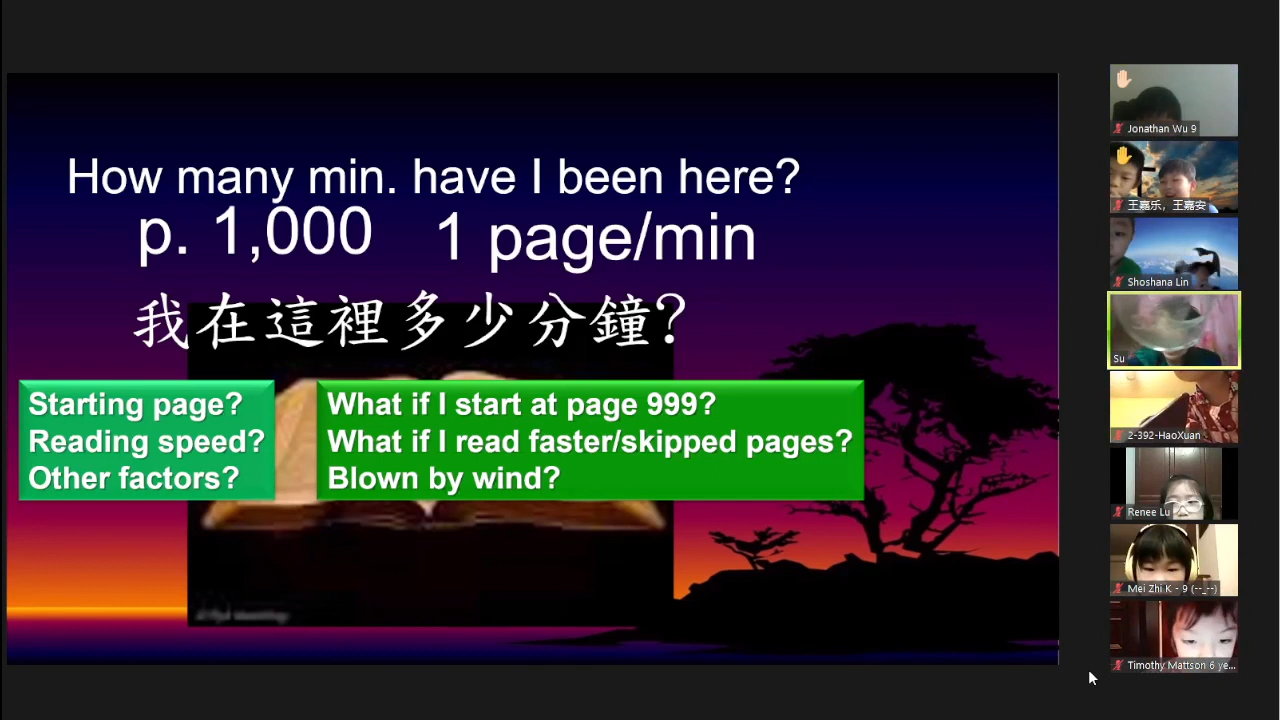 How many min. have I been here?
p. 1,000 1 page/min
我在這裡多少分鐘?
Starting page?
Reading speed?
Other factors?
What if I start at page 999?
What if I read faster/skipped pages?
Blown by wind?
Jonathan Wu 9
王嘉乐，王嘉安
Shoshana Lin
Su
2-392-HaoXuan
Renee Lu
Mei Zhi K - 9 (--_--)
Timothy Mattson 6 ye...